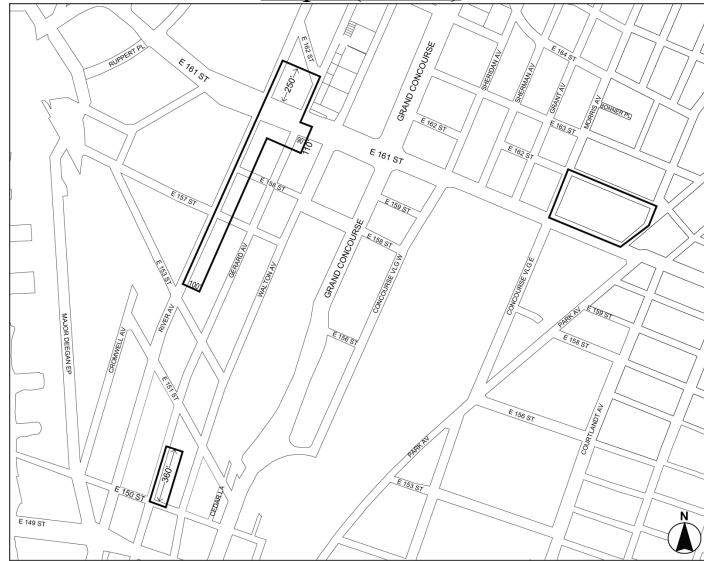 E 162 ST
RUPPERT PL
E 161 ST
250'
GRAND CONCOURSE
SHERIDAN AV
SHERMAN AV
E 164 ST
GRANT AV
MORRIS AV
BONNER PL
E 163 ST
E 162 ST
E 162 ST
110'
E 161 ST
E 157 ST
E 158 ST
E 159 ST
E 158 ST
GRAND CONCOURSE
CONCOURSE VLG W
CONCOURSE VLG E
GERARD AV
WALTON AV
E 153 ST
100'
RIVER AV
MAJOR DEEGAN EP
CROMWELL AV
E 156 ST
PARK AV
E 159 ST
E 158 ST
E 151 ST
E 156 ST
COURTLANDT AV
PARK AV
360'
E 150 ST
CEDAR LA
E 153 ST
E 149 ST
N